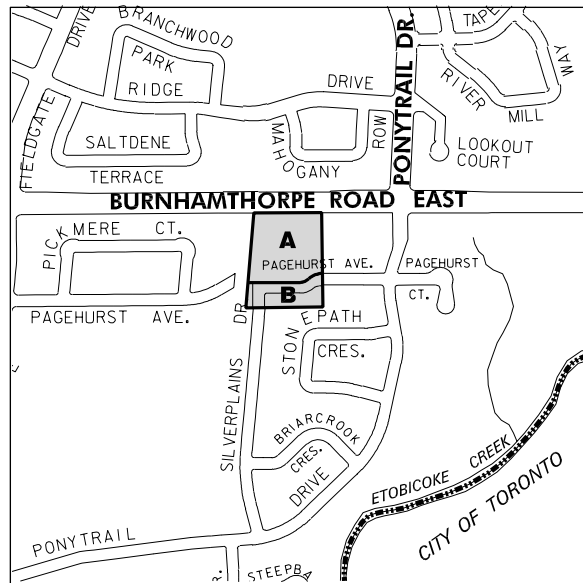 BRANCHWOOD
PARK
RIDGE
DRIVE
DRIVE
FIELDGATE
SALTDENE
TERRACE
MAHOGANY
ROW
PONYTRAIL DR.
TAPE
WAY
RIVER
MILL
LOOKOUT
COURT
BURNHAMTHORPE ROAD EAST
PICKMERE CT.
A
PAGEHURST AVE.
PAGEHURST
CT.
B
PAGEHURST AVE.
SILVERPLAINS DR
STONEPATH
CRES.
BRIARCROOK
CRES.
DRIVE
PONYTRAIL
ETOBICOKE CREEK
CITY OF TORONTO
R.
STEEPBA